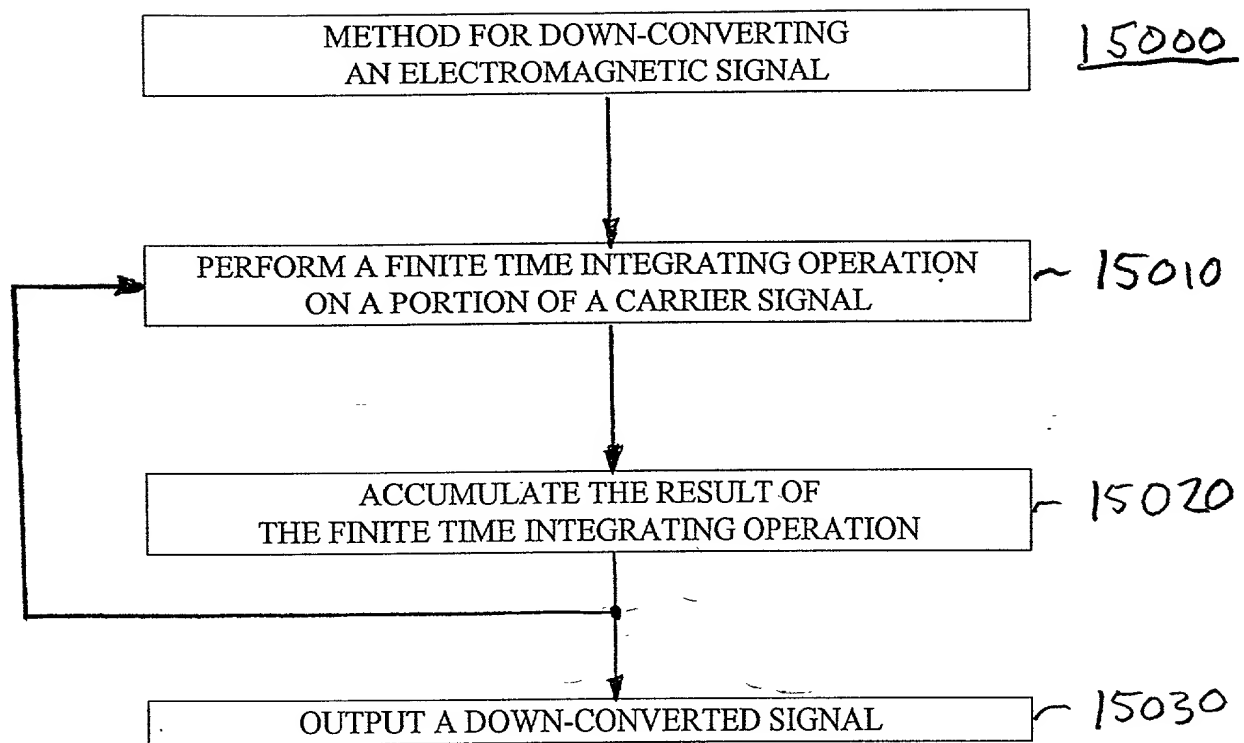 METHOD FOR DOWN-CONVERTING
AN ELECTROMAGNETIC SIGNAL
15000
PERFORM A FINITE TIME INTEGRATING OPERATION
ON A PORTION OF A CARRIER SIGNAL
15010
ACCUMULATE THE RESULT OF
THE FINITE TIME INTEGRATING OPERATION
15020
OUTPUT A DOWN-CONVERTED SIGNAL
15030